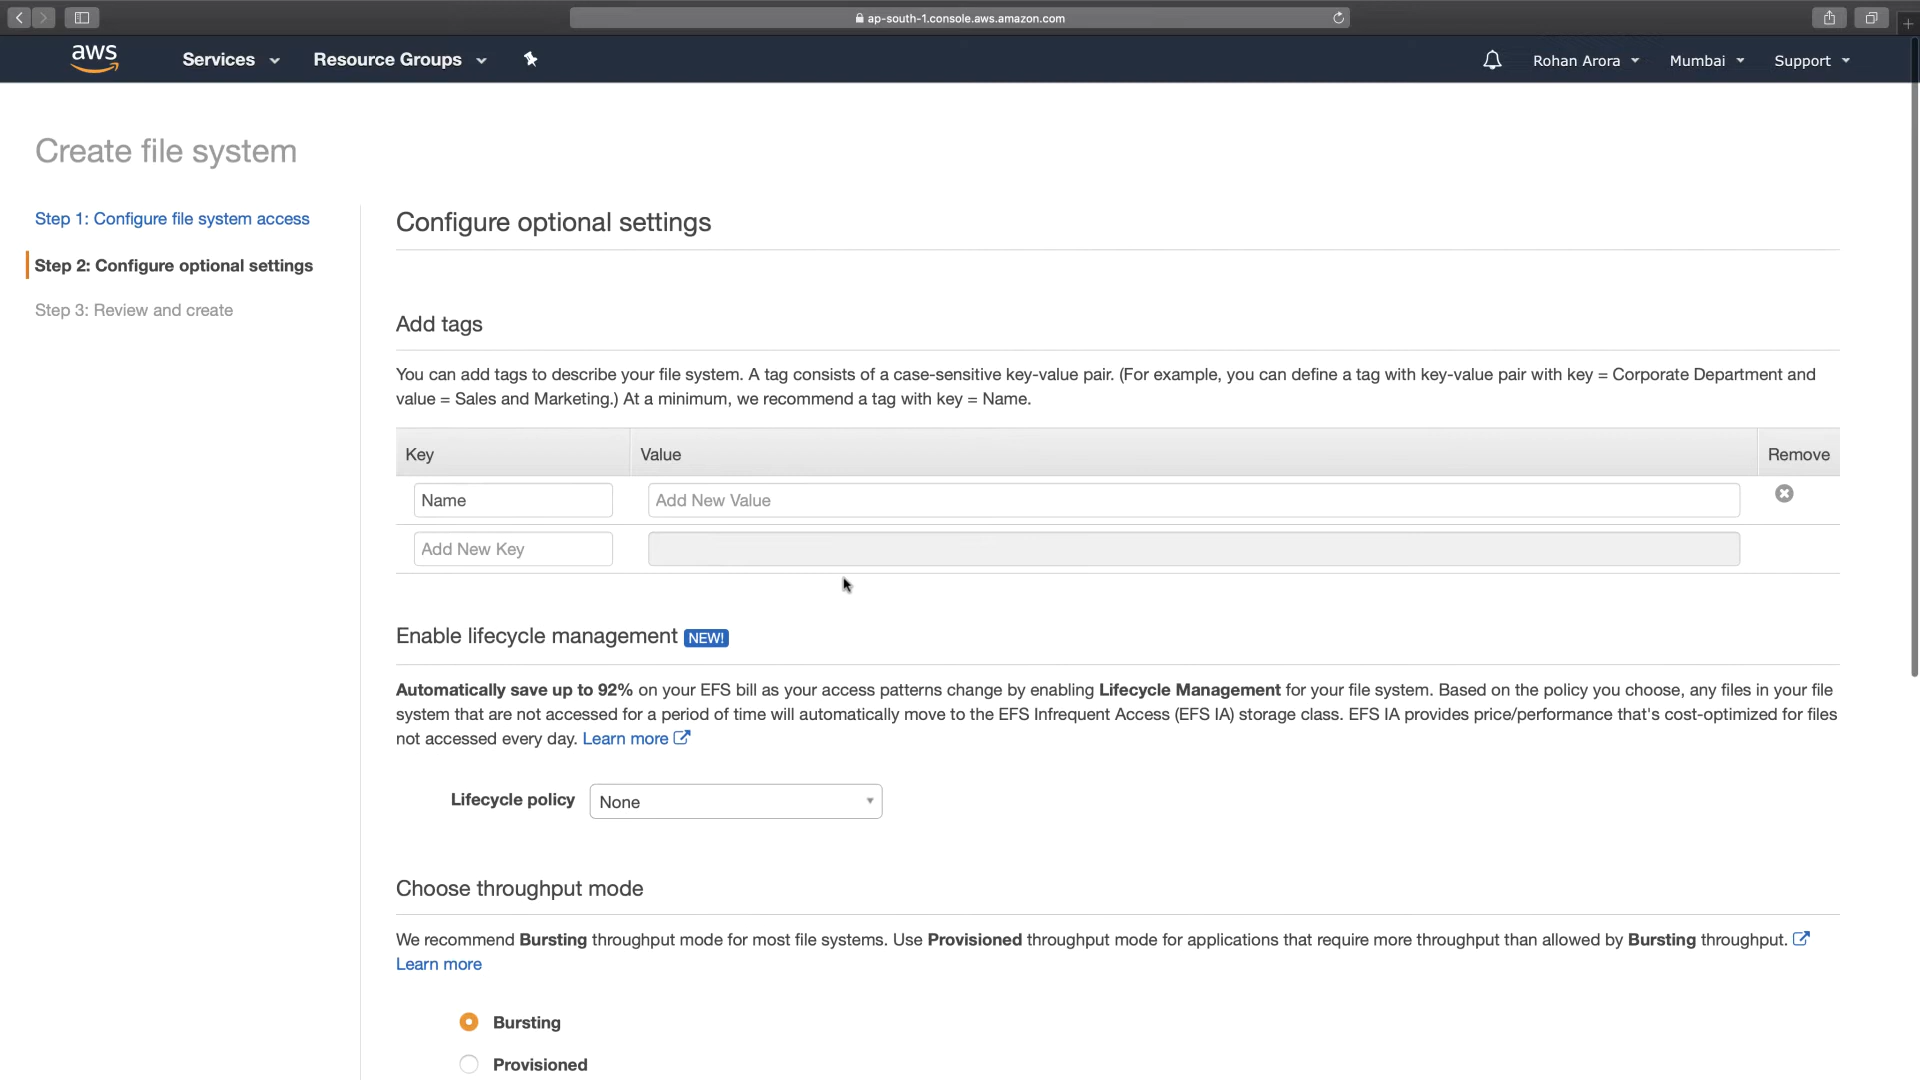 ap-south-1.console.aws.amazon.com
aws
Services
Resource Groups
Rohan Arora
Mumbai
Support
Create file system
Step 1: Configure file system access
Step 2: Configure optional settings
Step 3: Review and create
Configure optional settings
Add tags
You can add tags to describe your file system. A tag consists of a case-sensitive key-value pair. (For example, you can define a tag with key-value pair with key = Corporate Department and
value = Sales and Marketing.) At a minimum, we recommend a tag with key = Name.
Key Value Remove
Name Add New Value
Add New Key
Enable lifecycle management NEW!
Automatically save up to 92% on your EFS bill as your access patterns change by enabling Lifecycle Management for your file system. Based on the policy you choose, any files in your file
system that are not accessed for a period of time will automatically move to the EFS Infrequent Access (EFS IA) storage class. EFS IA provides price/performance that's cost-optimized for files
not accessed every day. Learn more
Lifecycle policy None
Choose throughput mode
We recommend Bursting throughput mode for most file systems. Use Provisioned throughput mode for applications that require more throughput than allowed by Bursting throughput.
Learn more
Bursting
Provisioned